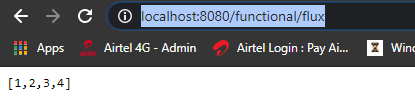 localhost:8080/functional/flux
Apps Airtel 4G - Admin Airtel Login : Pay Ai... Wind
[1,2,3,4]